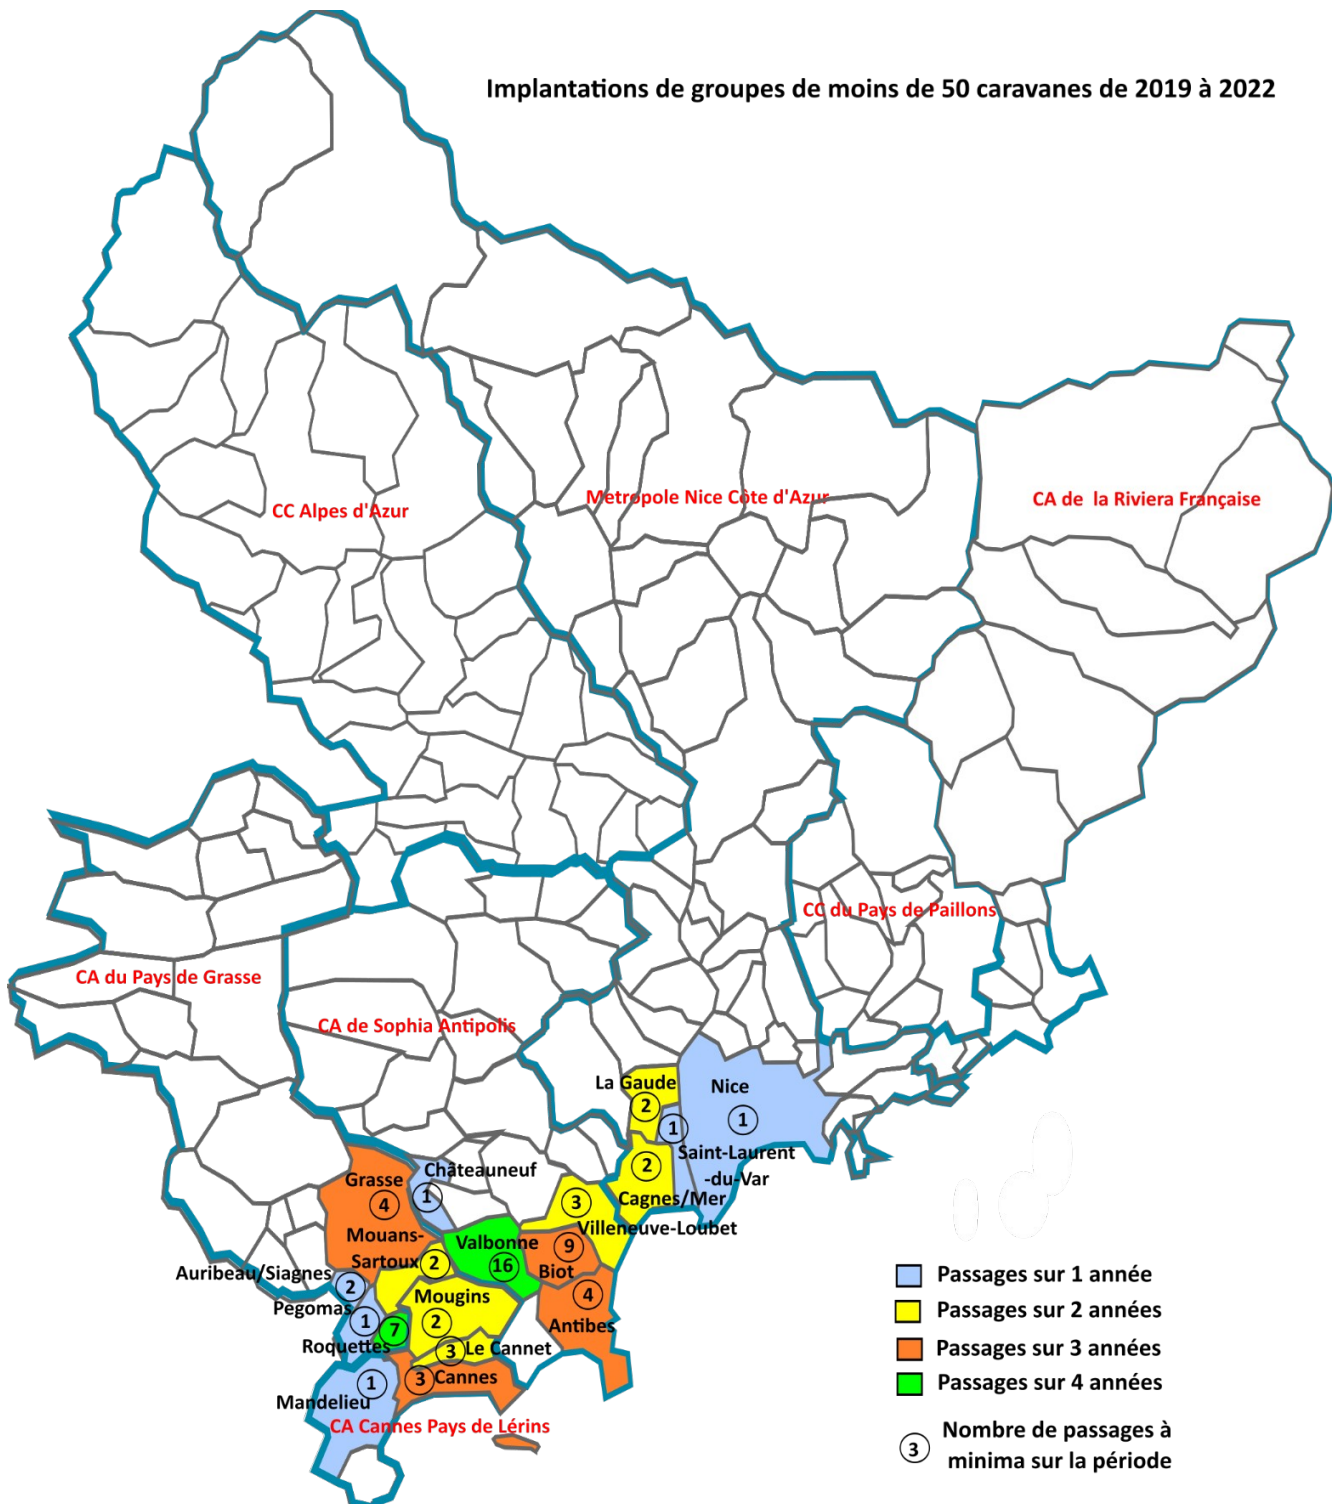 Implantations de groupes de moins de 50 caravanes de 2019 à 2022
CC Alpes d'Azur
Metropole Nice Côte d'Azur
CA de la Riviera Française
CC du Pays de Paillons
CA du Pays de Grasse
CA de Sophia Antipolis
La Gaude
2
Nice
1
1
Saint-Laurent
-du-Var
2
Cagnes/Mer
Châteauneuf
1
Grasse
4
3
Villeneuve-Loubet
Mouans-
Sartoux
2
Valbonne
16
9
Biot
Auribeau/Siagnes
2
Pégomas
1
Mougins
2
4
Antibes
Roquettes
7
3
Le Cannet
3
Cannes
1
Mandelieu
CA Cannes Pays de Lérins
Passages sur 1 année
Passages sur 2 années
Passages sur 3 années
Passages sur 4 années
3
Nombre de passages à
minima sur la période